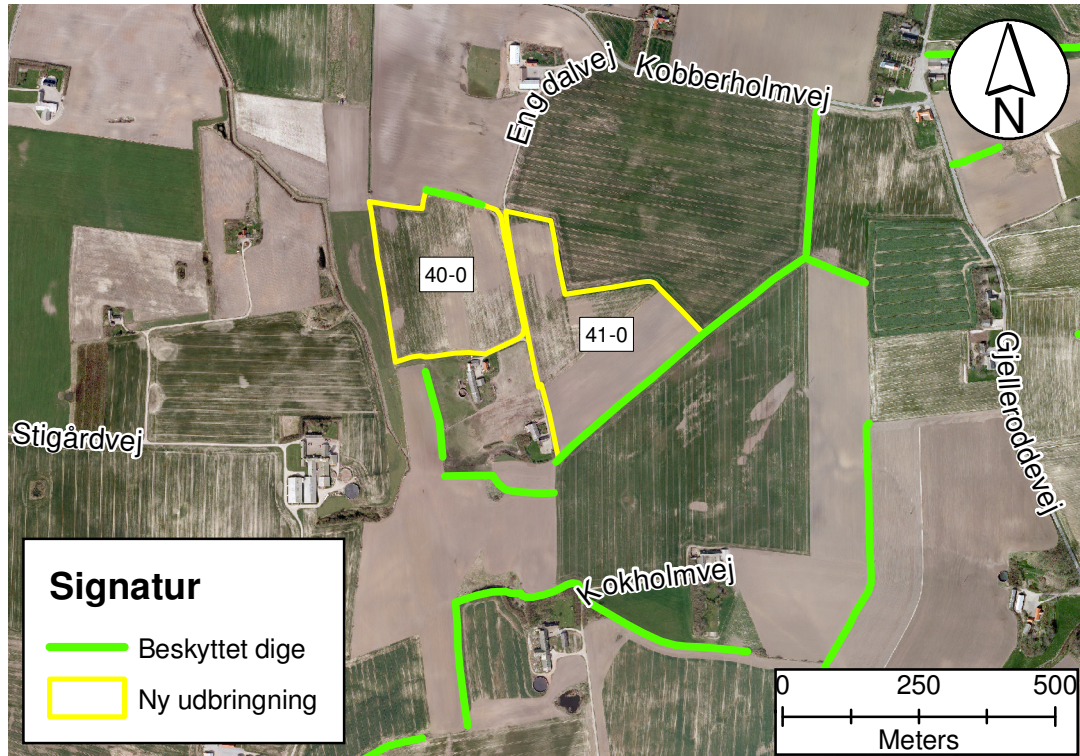 Engdalvej
Kobberholmvej
N
40-0
41-0
Gjelleroddevej
Stigårdvej
Kokholmvej
Signatur
Beskyttet dige
Ny udbringning
0 250 500
Meters